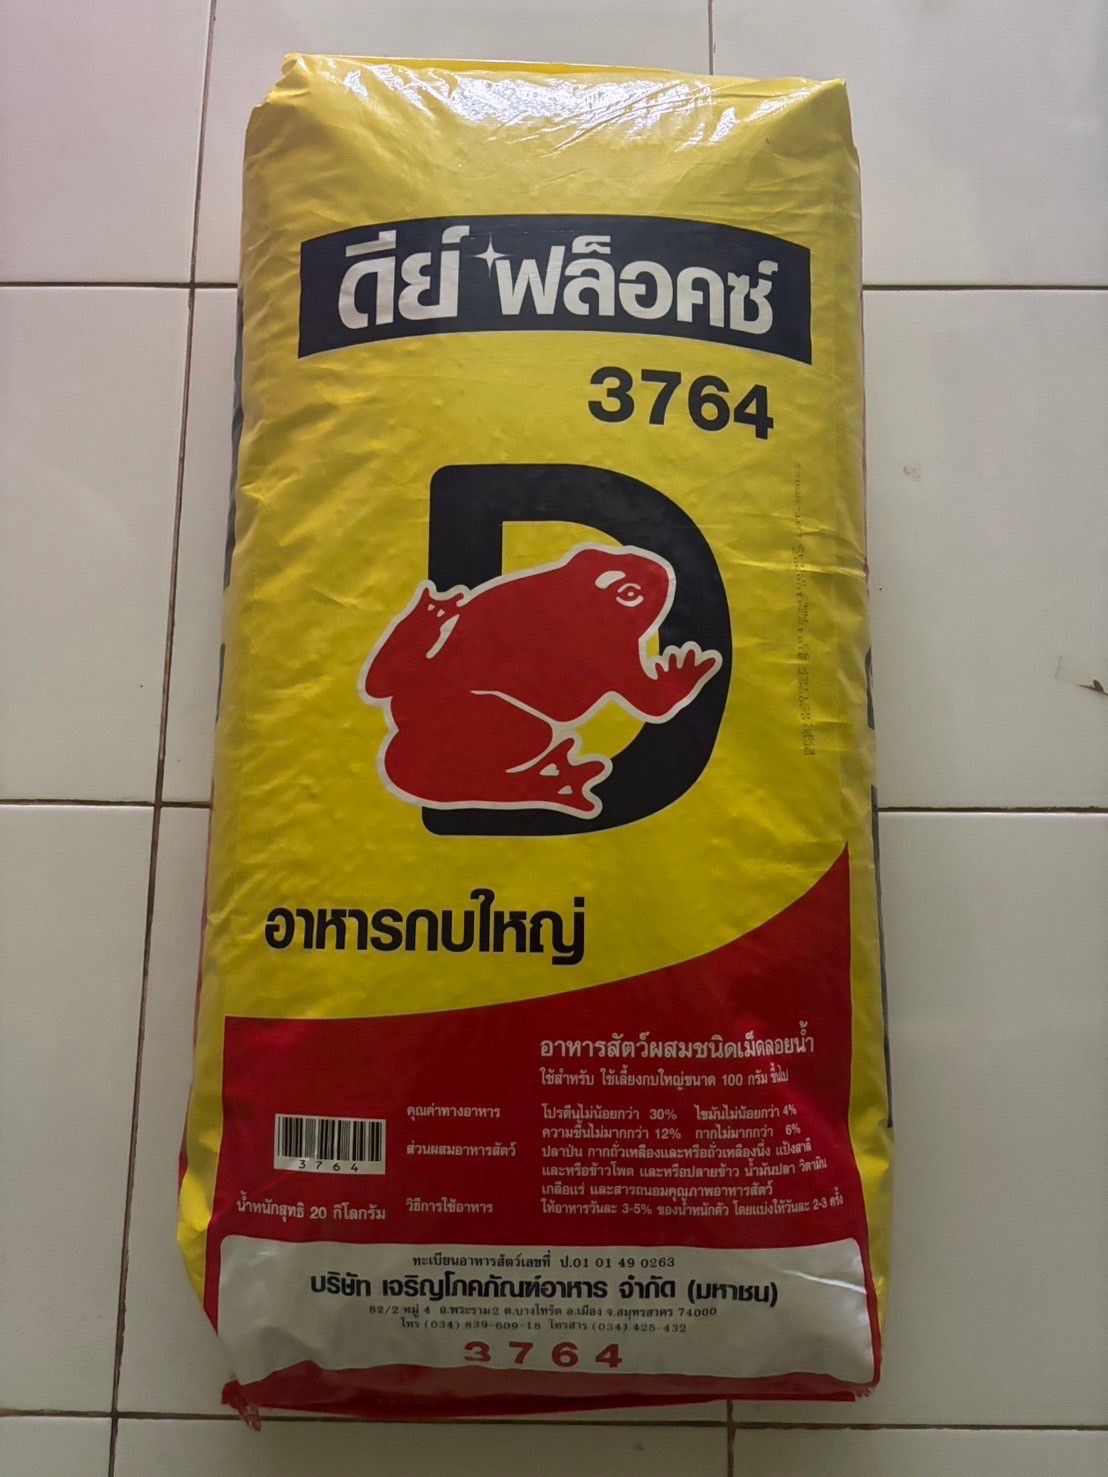 ดีย์ ฟล็อคซ์
3764
D
อาหารกบใหญ่
อาหารสัตว์ผสมชนิดเม็ดลอยน้ำ
ใช้สำหรับ ใช้เลี้ยงกบใหญ่ขนาด 100 กรัม ขึ้นไป
คุณค่าทางอาหาร โปรตีนไม่น้อยกว่า 30% ไขมันไม่น้อยกว่า 4%
ความชื้นไม่มากกว่า 12% กากไม่มากกว่า 6%
ส่วนผสมอาหารสัตว์ ปลาป่น กากถั่วเหลืองและหรือถั่วเหลืองนึ่ง แป้งสาลี
และหรือข้าวโพด และหรือปลายข้าว น้ำมันปลา วิตามิน
เกลือแร่ และสารถนอมคุณภาพอาหารสัตว์
วิธีการใช้อาหาร ให้อาหารวันละ 3-5% ของน้ำหนักตัว โดยแบ่งให้วันละ 2-3 ครั้ง
3764
น้ำหนักสุทธิ 20 กิโลกรัม
ทะเบียนอาหารสัตว์เลขที่ ป.01 01 49 0263
บริษัท เจริญโภคภัณฑ์อาหาร จำกัด (มหาชน)
82/2 หมู่ 4 ถ.พระราม2 ต.บางโทรัด อ.เมือง จ.สมุทรสาคร 74000
โทร (034) 839-609-18 โทรสาร (034) 425-432
3764